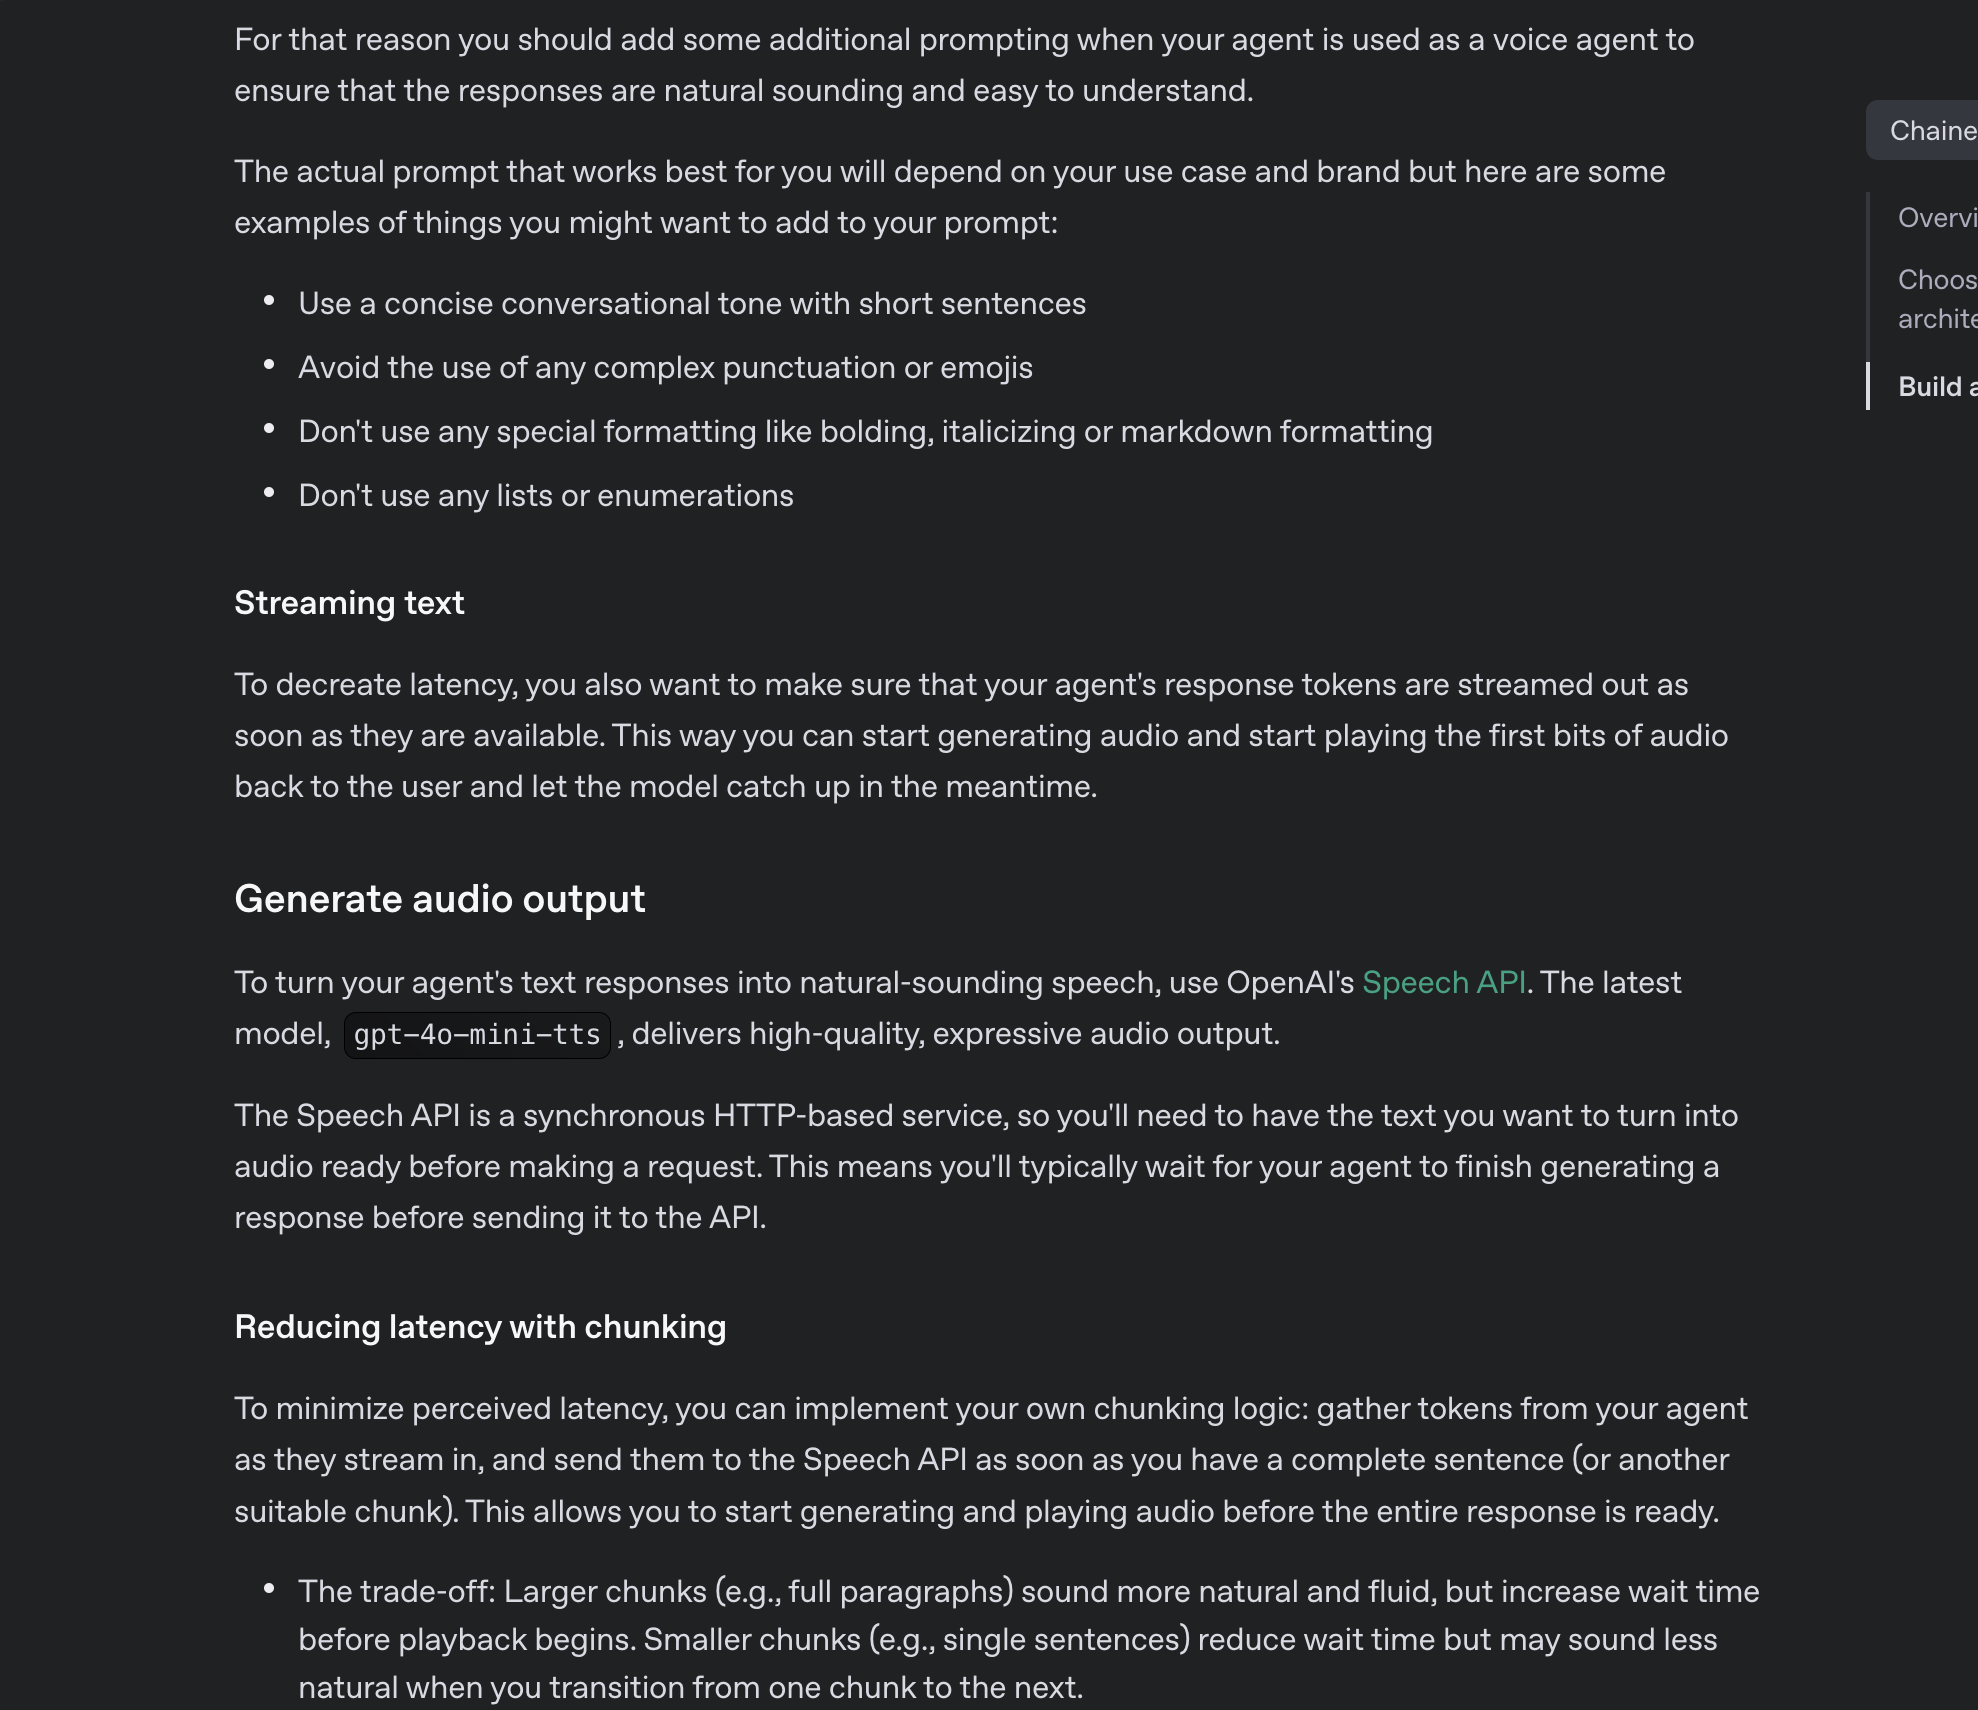 For that reason you should add some additional prompting when your agent is used as a voice agent to
ensure that the responses are natural sounding and easy to understand.
The actual prompt that works best for you will depend on your use case and brand but here are some
examples of things you might want to add to your prompt:
• Use a concise conversational tone with short sentences
• Avoid the use of any complex punctuation or emojis
• Don't use any special formatting like bolding, italicizing or markdown formatting
• Don't use any lists or enumerations
Streaming text
To decreate latency, you also want to make sure that your agent's response tokens are streamed out as
soon as they are available. This way you can start generating audio and start playing the first bits of audio
back to the user and let the model catch up in the meantime.
Generate audio output
To turn your agent's text responses into natural-sounding speech, use OpenAI's Speech API. The latest
model, gpt-4o-mini-tts, delivers high-quality, expressive audio output.
The Speech API is a synchronous HTTP-based service, so you'll need to have the text you want to turn into
audio ready before making a request. This means you'll typically wait for your agent to finish generating a
response before sending it to the API.
Reducing latency with chunking
To minimize perceived latency, you can implement your own chunking logic: gather tokens from your agent
as they stream in, and send them to the Speech API as soon as you have a complete sentence (or another
suitable chunk). This allows you to start generating and playing audio before the entire response is ready.
• The trade-off: Larger chunks (e.g., full paragraphs) sound more natural and fluid, but increase wait time
before playback begins. Smaller chunks (e.g., single sentences) reduce wait time but may sound less
natural when you transition from one chunk to the next.
Chaine
Overvi
Choos
archite
Build a